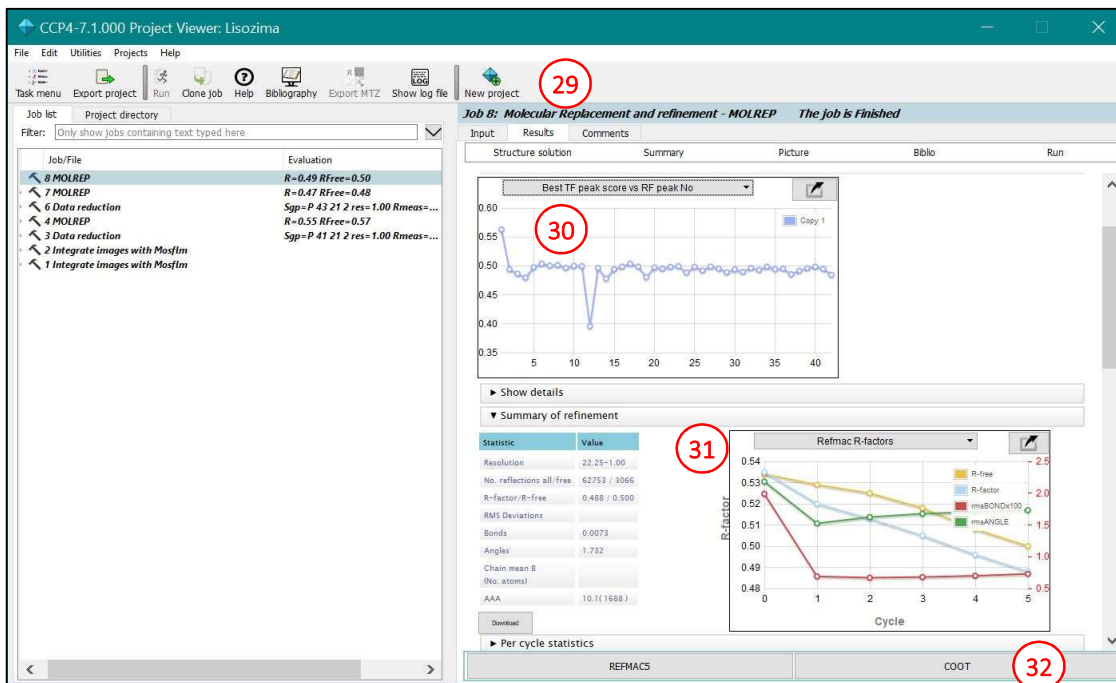 CCP4-7.1.000 Project Viewer: Lisozima
File Edit Utilities Projects Help
Task menu Export project Run Clone job Help Bibliography Export MTZ Show log file New project
29
Job list Project directory
Filter: Only show jobs containing text typed here
Job/File Evaluation
8 MOLREP R=0.49 RFree=0.50
7 MOLREP R=0.47 RFree=0.48
6 Data reduction Sgp=P 43 21 2 res=1.00 Rmeas=...
4 MOLREP R=0.55 RFree=0.57
3 Data reduction Sgp=P 41 21 2 res=1.00 Rmeas=...
2 Integrate images with Mosflm
1 Integrate images with Mosflm
Job 8: Molecular Replacement and refinement - MOLREP The job is Finished
Input Results Comments
Structure solution Summary Picture Biblio Run
Best TF peak score vs RF peak No
30
Copy 1
0.60
0.55
0.50
0.45
0.40
0.35
5 10 15 20 25 30 35 40
► Show details
▼ Summary of refinement
Statistic Value
Resolution 22.25-1.00
No. reflections all/free 62753 / 3066
R-factor/R-free 0.488 / 0.500
RMS Deviations
Bonds 0.0073
Angles 1.732
Chain mean B
(No. atoms)
AAA 10.1(1688)
Download
31
Refmac R-factors
R-free
R-factor
rmsBONDx100
rmsANGLE
R-factor
0.54
0.53
0.52
0.51
0.50
0.49
0.48
2.5
2.0
1.5
1.0
0.5
0 1 2 3 4 5
Cycle
► Per cycle statistics
REFMAC5 COOT
32